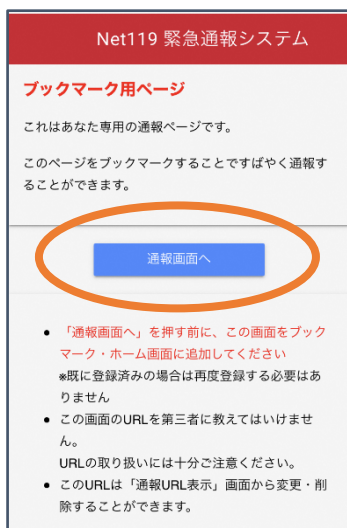 Net119 緊急通報システム
ブックマーク用ページ
これはあなた専用の通報ページです。
このページをブックマークすることですばやく通報す
ることができます。
通報画面へ
● 「通報画面へ」を押す前に、この画面をブック
マーク・ホーム画面に追加してください
※既に登録済みの場合は再度登録する必要はあ
りません
● この画面のURLを第三者に教えてはいけませ
ん。
URLの取り扱いには十分ご注意ください。
● このURLは「通報URL表示」画面から変更・削
除することができます。